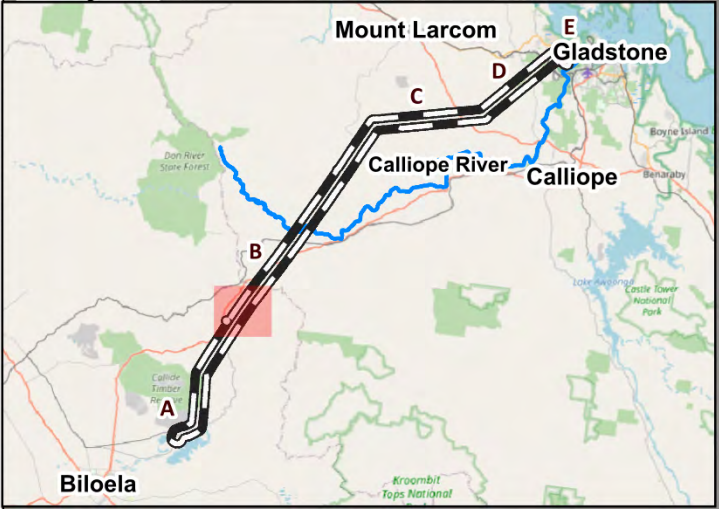 Mount Larcom
E
Gladstone
D
C
Boyne Island
Don River
State Forest
Calliope River
Calliope
Benaraby
B
Lake Awoonga
Castle Tower
National
Park
Callide
Timber
Reserve
A
Biloela
Kroombit
Tops National